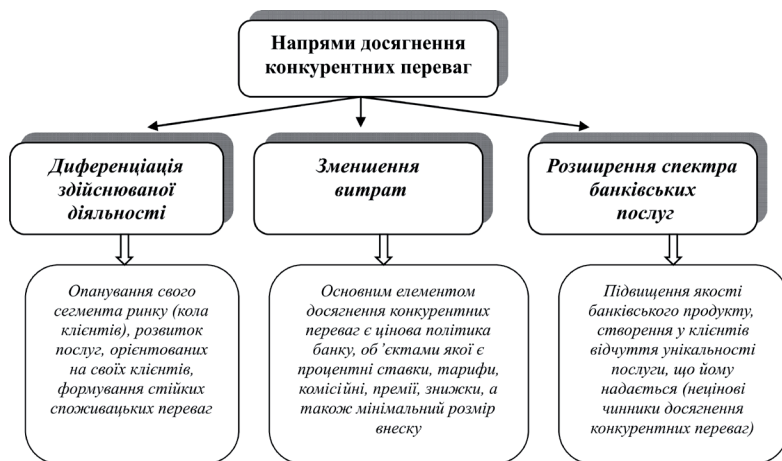 Напрями досягнення
конкурентних переваг
Диференціація
здійснюваної
діяльності
Зменшення
витрат
Розширення спектра
банківських
послуг
Опанування свого
сегмента ринку (кола
клієнтів), розвиток
послуг, орієнтованих
на своїх клієнтів,
формування стійких
споживацьких переваг
Основним елементом
досягнення конкурентних
переваг є цінова політика
банку, об’єктами якої є
процентні ставки, тарифи,
комісійні, премії, знижки, а
також мінімальний розмір
внеску
Підвищення якості
банківського продукту,
створення у клієнтів
відчуття унікальності
послуги, що йому
надається (нецінові
чинники досягнення
конкурентних переваг)